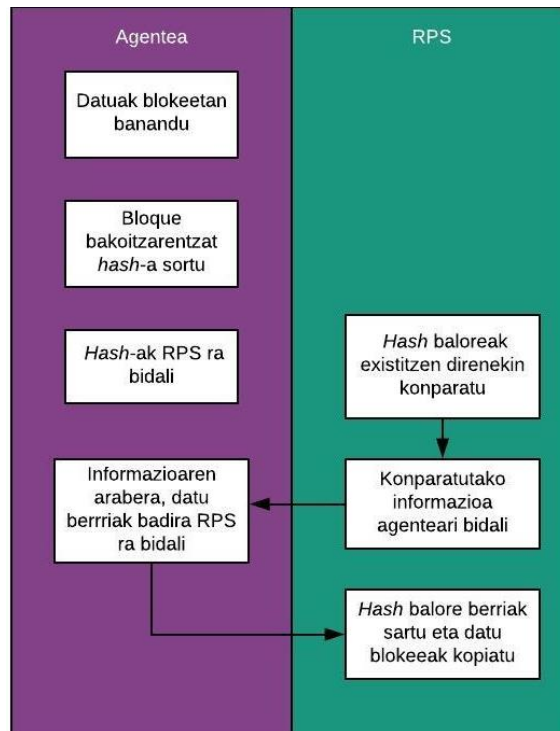 Agentea
RPS
Datuak blokeetan
banandu
Bloque
bakoitzarentzat
hash-a sortu
Hash-ak RPS ra
bidali
Hash baloreak
existitzen direnekin
konparatu
Informazioaren
arabera, datu
berrriak badira RPS
ra bidali
Konparatutako
informazioa
agenteari bidali
Hash balore berriak
sartu eta datu
blokeeak kopiatu